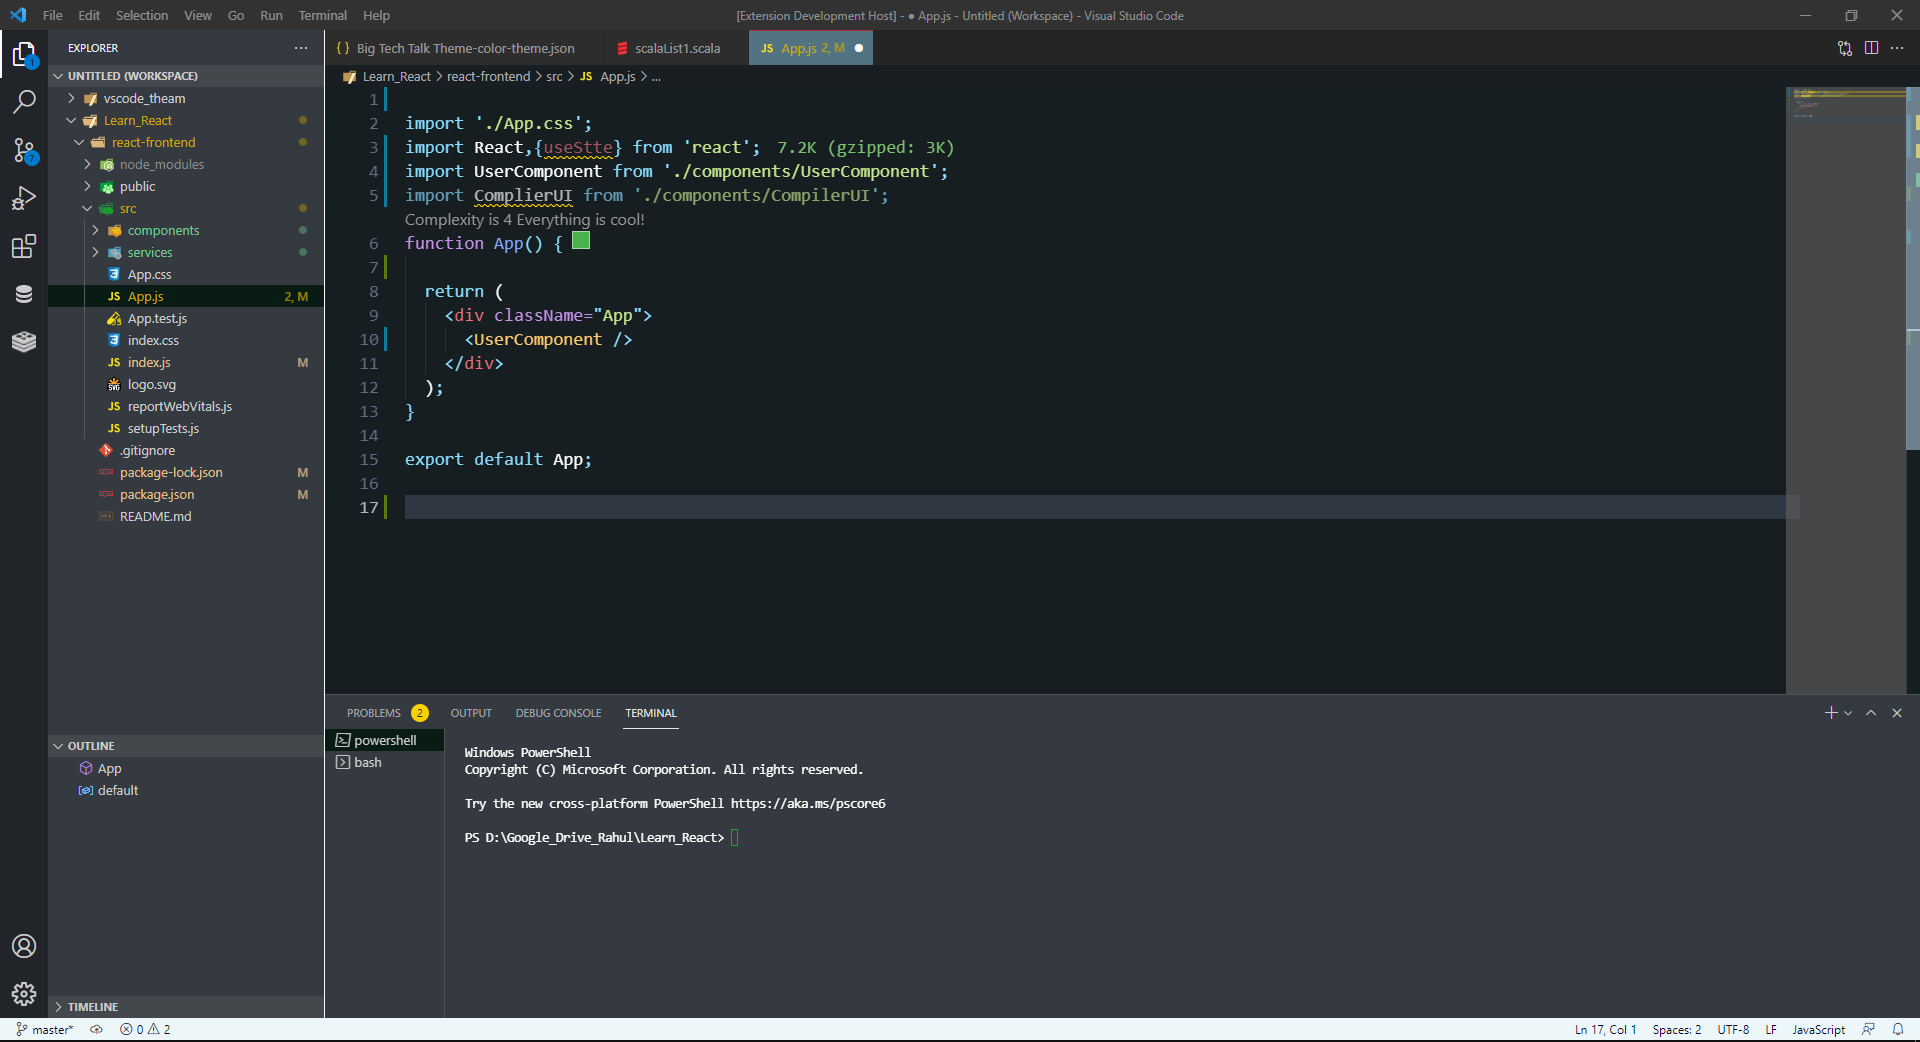 File Edit Selection View Go Run Terminal Help
[Extension Development Host] - ● App.js - Untitled (Workspace) - Visual Studio Code
EXPLORER
UNTITLED (WORKSPACE)
vscode_theam
Learn_React
react-frontend
node_modules
public
src
components
services
App.css
App.js 2, M
App.test.js
index.css
index.js M
logo.svg
reportWebVitals.js
setupTests.js
.gitignore
package-lock.json M
package.json M
README.md
OUTLINE
App
default
TIMELINE
{ } Big Tech Talk Theme-color-theme.json
scalaList1.scala
JS App.js 2, M
Learn_React > react-frontend > src > JS App.js > ...
1
2 import './App.css';
3 import React,{useStte} from 'react'; 7.2K (gzipped: 3K)
4 import UserComponent from './components/UserComponent';
5 import ComplierUI from './components/CompilerUI';
Complexity is 4 Everything is cool!
6 function App() {
7
8 return (
9 <div className="App">
10 <UserComponent />
11 </div>
12 );
13 }
14
15 export default App;
16
17
PROBLEMS 2 OUTPUT DEBUG CONSOLE TERMINAL
powershell
bash
Windows PowerShell
Copyright (C) Microsoft Corporation. All rights reserved.
Try the new cross-platform PowerShell https://aka.ms/pscore6
PS D:\Google_Drive_Rahul\Learn_React>
master* 0 2
Ln 17, Col 1 Spaces: 2 UTF-8 LF JavaScript